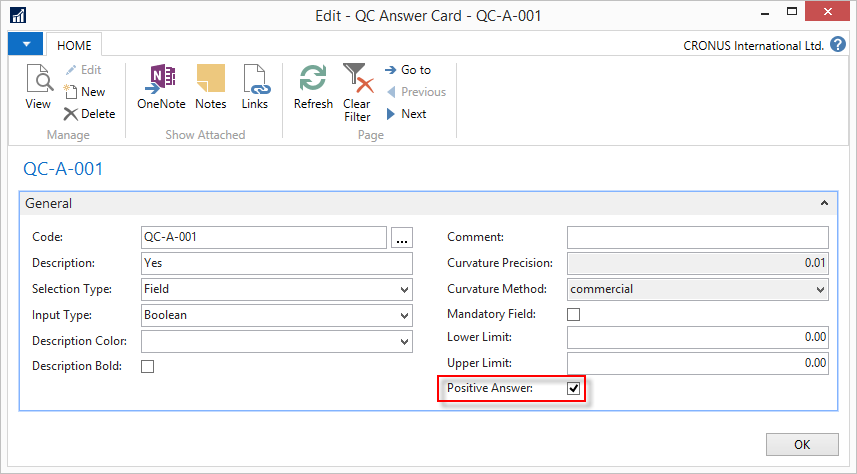 Edit - QC Answer Card - QC-A-001
HOME
CRONUS International Ltd.
View
Edit
New
Delete
Manage
OneNote
Notes
Links
Show Attached
Refresh
Clear
Filter
Go to
Previous
Next
Page
QC-A-001
General
Code: QC-A-001 ...
Description: Yes
Selection Type: Field
Input Type: Boolean
Description Color:
Description Bold:
Comment:
Curvature Precision: 0.01
Curvature Method: commercial
Mandatory Field:
Lower Limit: 0.00
Upper Limit: 0.00
Positive Answer:
OK